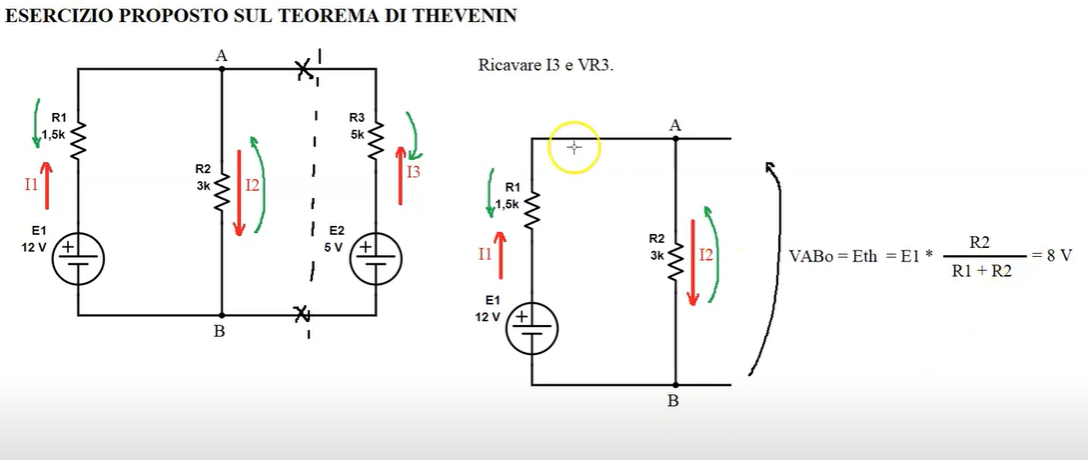 ESERCIZIO PROPOSTO SUL TEOREMA DI THEVENIN
A
Ricavare I3 e VR3.
R1
1,5k
R3
5k
R2
3k
I1
I2
I3
E1
12 V
+
E2
5 V
+
B
A
R1
1,5k
R2
3k
I1
I2
E1
12 V
+
B
VABo = Eth = E1 * R2 / R1 + R2 = 8 V